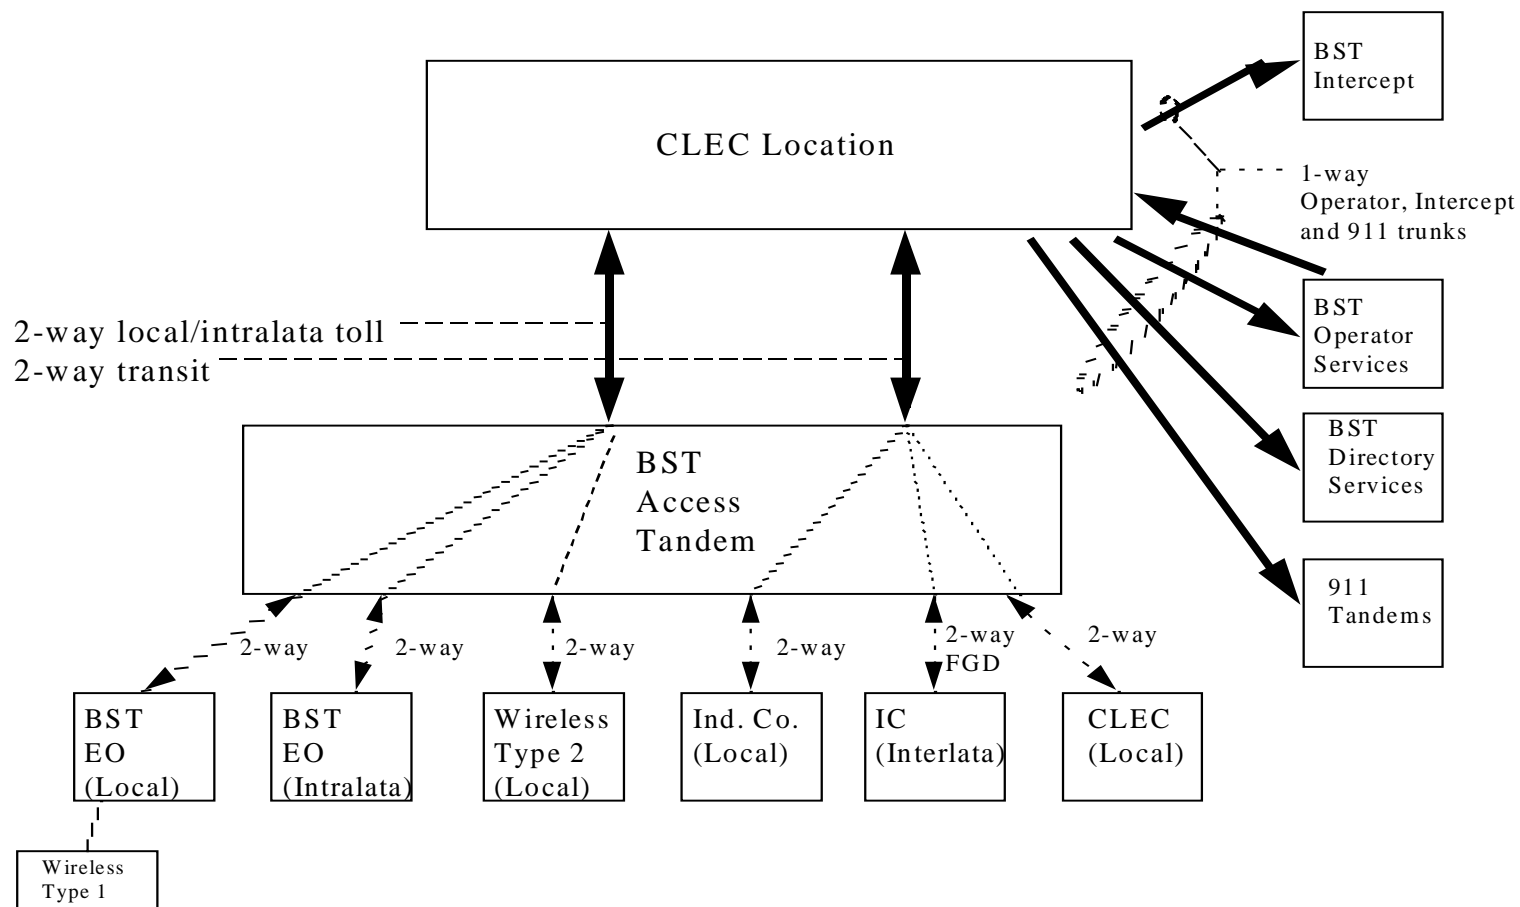 BST
Intercept
CLEC Location
1-way
Operator, Intercept
and 911 trunks
2-way local/intralata toll
2-way transit
BST
Operator
Services
BST
Directory
Services
BST
Access
Tandem
911
Tandems
2-way
2-way
2-way
2-way
2-way
FGD
2-way
BST
EO
(Local)
BST
EO
(Intralata)
Wireless
Type 2
(Local)
Ind. Co.
(Local)
IC
(Interlata)
CLEC
(Local)
Wireless
Type 1